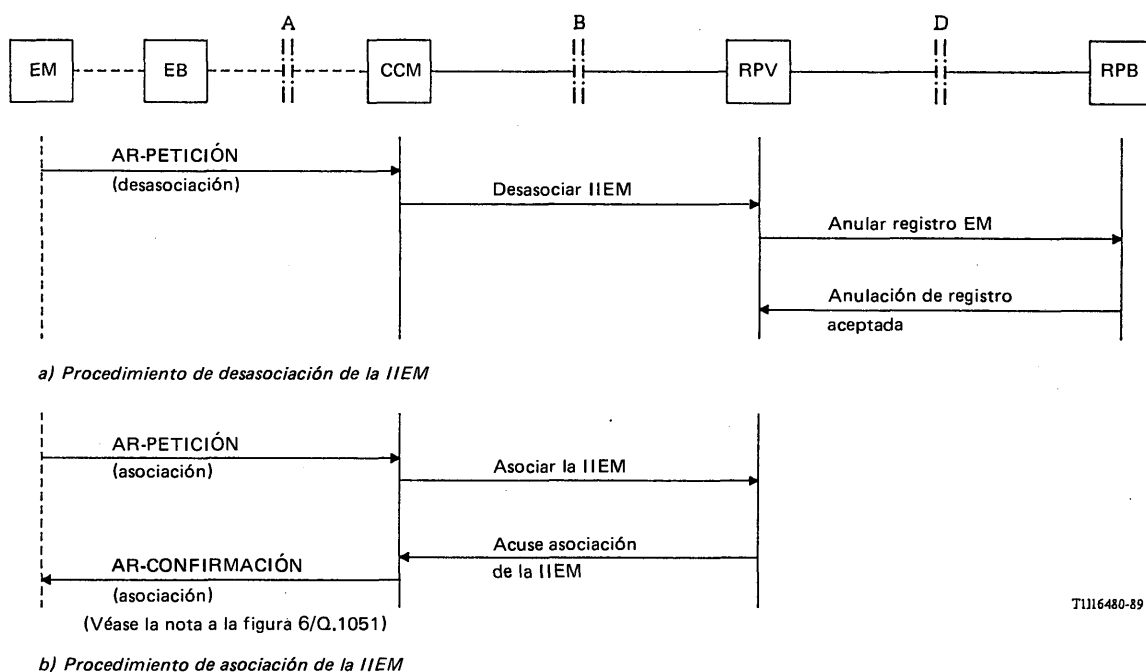 A
B
D
EM
EB
CCM
RPV
RPB
AR-PETICIÓN
(desasociación)
Desasociar IIEM
Anular registro EM
Anulación de registro
aceptada
a) Procedimiento de desasociación de la IIEM
AR-PETICIÓN
(asociación)
Asociar la IIEM
Acuse asociación
de la IIEM
AR-CONFIRMACIÓN
(asociación)
(Véase la nota a la figura 6/Q.1051)
T1116480-89
b) Procedimiento de asociación de la IIEM